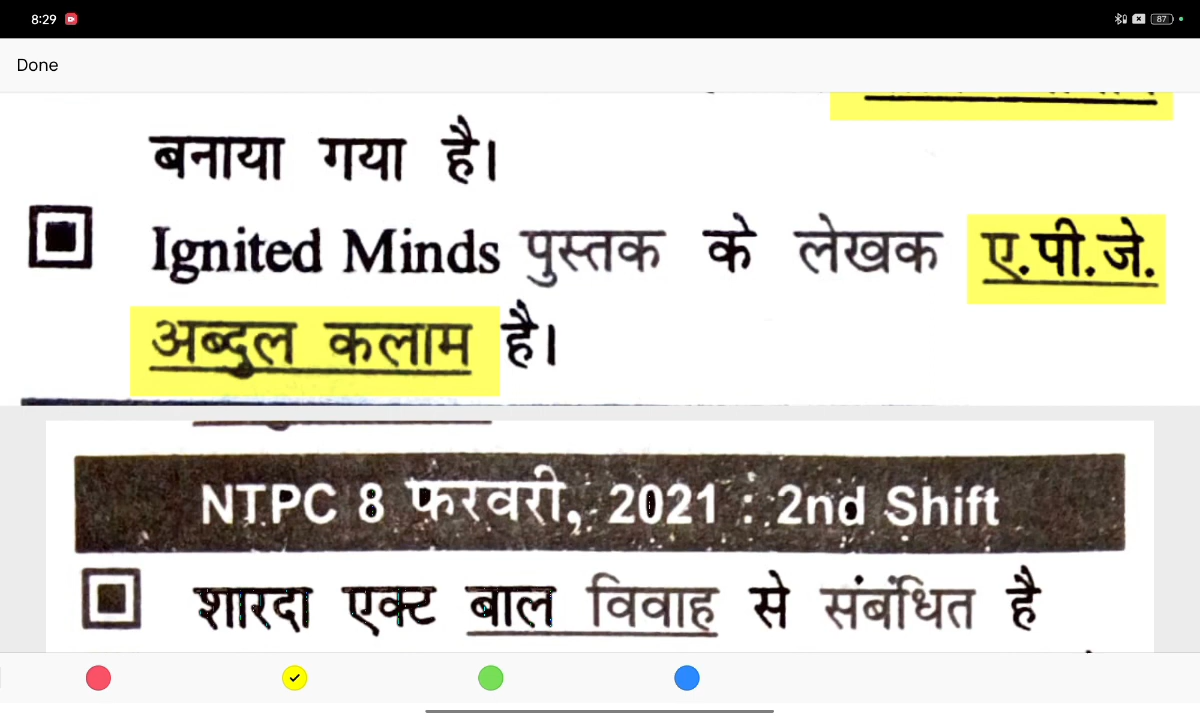 8:29
87
Done
बनाया गया है।
Ignited Minds पुस्तक के लेखक ए.पी.जे.
अब्दुल कलाम है।
NTPC 8 फरवरी, 2021 : 2nd Shift
शारदा एक्ट बाल विवाह से संबंधित है